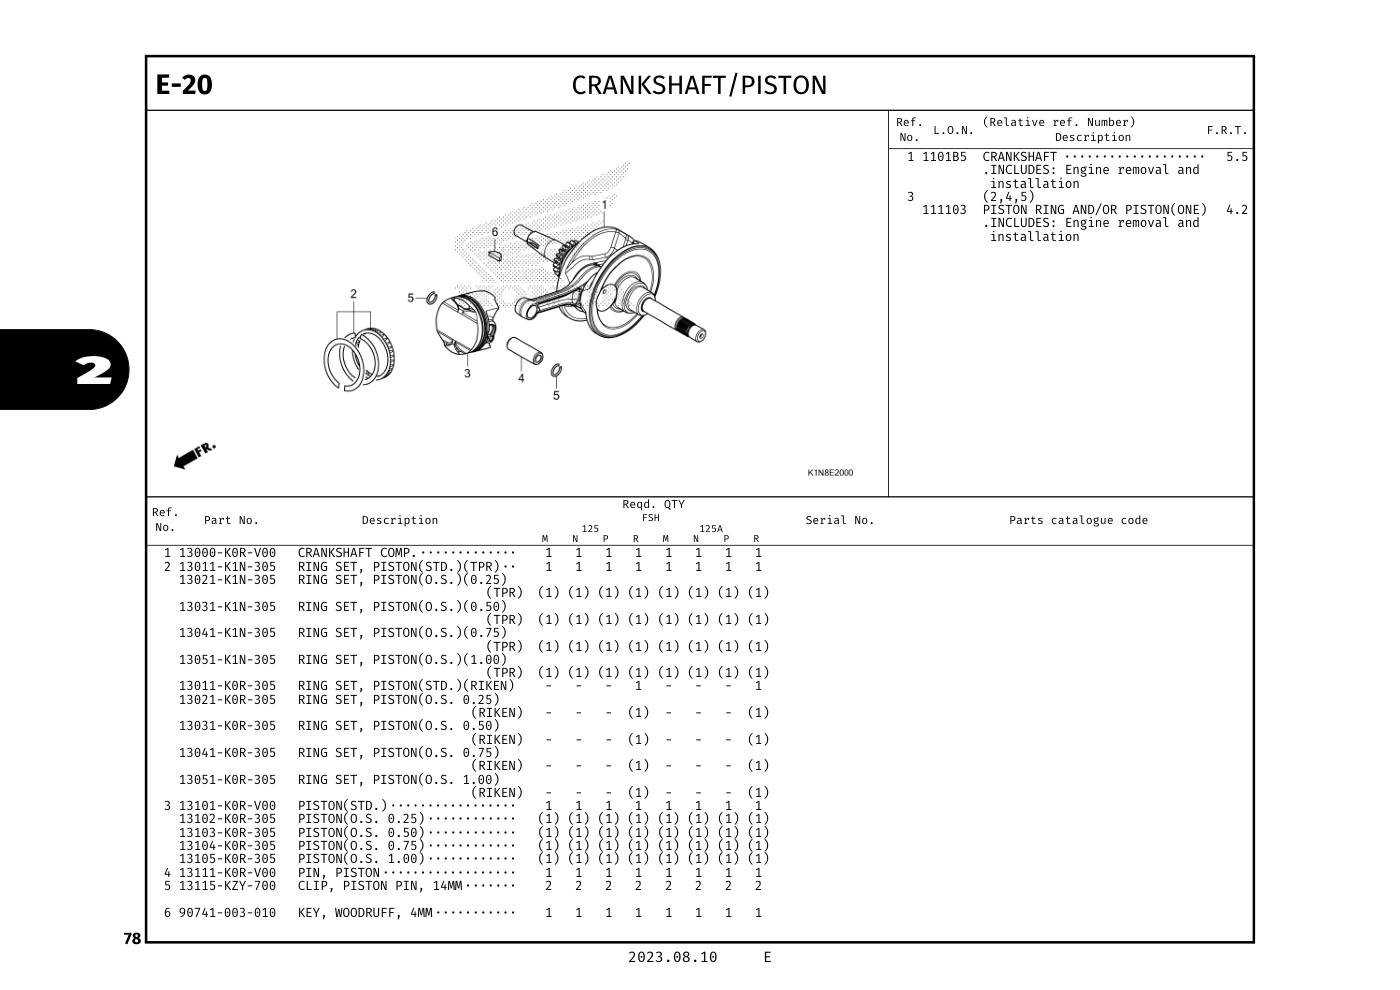 E-20
CRANKSHAFT/PISTON
Ref. No. L.O.N. (Relative ref. Number) Description F.R.T.
1 1101B5 CRANKSHAFT ··················· 5.5
.INCLUDES: Engine removal and
installation
3 (2,4,5)
111103 PISTON RING AND/OR PISTON(ONE) 4.2
.INCLUDES: Engine removal and
installation
1
6
5
2
3
4
5
2
FR.
K1N8E2000
Reqd. QTY
Ref. No. Part No. Description FSH Serial No. Parts catalogue code
125 125A
M N P R M N P R
1 13000-K0R-V00 CRANKSHAFT COMP.············· 1 1 1 1 1 1 1 1
2 13011-K1N-305 RING SET, PISTON(STD.)(TPR)·· 1 1 1 1 1 1 1 1
13021-K1N-305 RING SET, PISTON(O.S.)(0.25)
(TPR) (1) (1) (1) (1) (1) (1) (1) (1)
13031-K1N-305 RING SET, PISTON(O.S.)(0.50)
(TPR) (1) (1) (1) (1) (1) (1) (1) (1)
13041-K1N-305 RING SET, PISTON(O.S.)(0.75)
(TPR) (1) (1) (1) (1) (1) (1) (1) (1)
13051-K1N-305 RING SET, PISTON(O.S.)(1.00)
(TPR) (1) (1) (1) (1) (1) (1) (1) (1)
13011-K0R-305 RING SET, PISTON(STD.)(RIKEN) - - - 1 - - - 1
13021-K0R-305 RING SET, PISTON(O.S. 0.25)
(RIKEN) - - - (1) - - - (1)
13031-K0R-305 RING SET, PISTON(O.S. 0.50)
(RIKEN) - - - (1) - - - (1)
13041-K0R-305 RING SET, PISTON(O.S. 0.75)
(RIKEN) - - - (1) - - - (1)
13051-K0R-305 RING SET, PISTON(O.S. 1.00)
(RIKEN) - - - (1) - - - (1)
3 13101-K0R-V00 PISTON(STD.)················· 1 1 1 1 1 1 1 1
13102-K0R-305 PISTON(O.S. 0.25)············ (1) (1) (1) (1) (1) (1) (1) (1)
13103-K0R-305 PISTON(O.S. 0.50)············ (1) (1) (1) (1) (1) (1) (1) (1)
13104-K0R-305 PISTON(O.S. 0.75)············ (1) (1) (1) (1) (1) (1) (1) (1)
13105-K0R-305 PISTON(O.S. 1.00)············ (1) (1) (1) (1) (1) (1) (1) (1)
4 13111-K0R-V00 PIN, PISTON·················· 1 1 1 1 1 1 1 1
5 13115-KZY-700 CLIP, PISTON PIN, 14MM······· 2 2 2 2 2 2 2 2
6 90741-003-010 KEY, WOODRUFF, 4MM··········· 1 1 1 1 1 1 1 1
78
2023.08.10 E